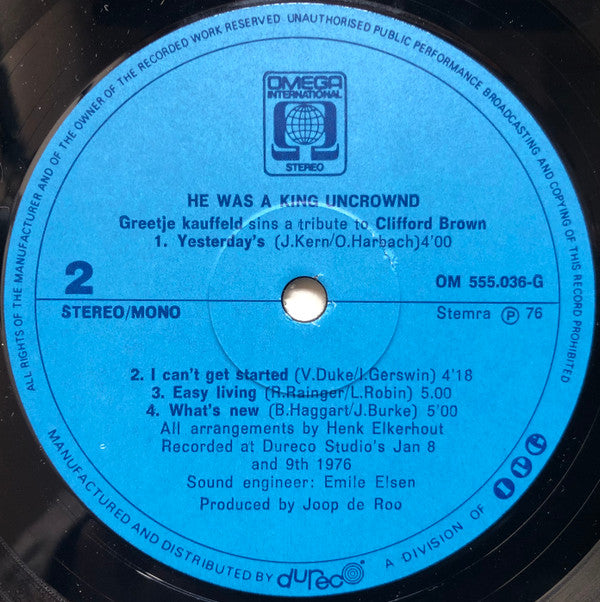 ALL RIGHTS OF THE MANUFACTURER AND OF THE OWNER OF THE RECORDED WORK RESERVED UNAUTHORISED PUBLIC PERFORMANCE BROADCASTING AND COPYING OF THIS RECORD PROHIBITED
OMEGA
INTERNATIONAL
STEREO
HE WAS A KING UNCROWND
Greetje kauffeld sins a tribute to Clifford Brown
1. Yesterday's (J.Kern/O.Harbach)4'00
2
OM 555.036-G
STEREO/MONO
Stemra Ⓟ 76
2. I can't get started (V.Duke/I.Gerswin) 4'18
3. Easy living (R.Rainger/L.Robin) 5.00
4. What's new (B.Haggart/J.Burke) 5'00
All arrangements by Henk Elkerhout
Recorded at Dureco Studio's Jan 8
and 9th 1976
Sound engineer: Emile Elsen
Produced by Joop de Roo
MANUFACTURED AND DISTRIBUTED BY dureco A DIVISION OF